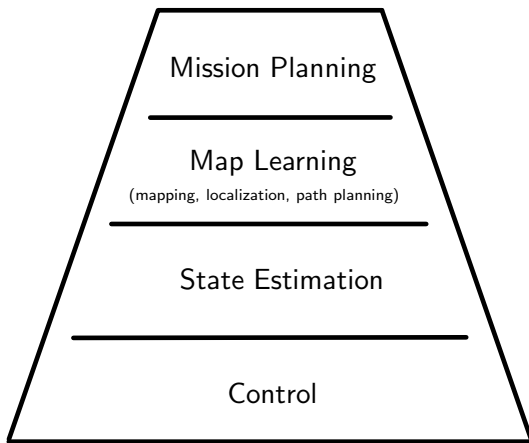 Mission Planning
Map Learning
(mapping, localization, path planning)
State Estimation
Control